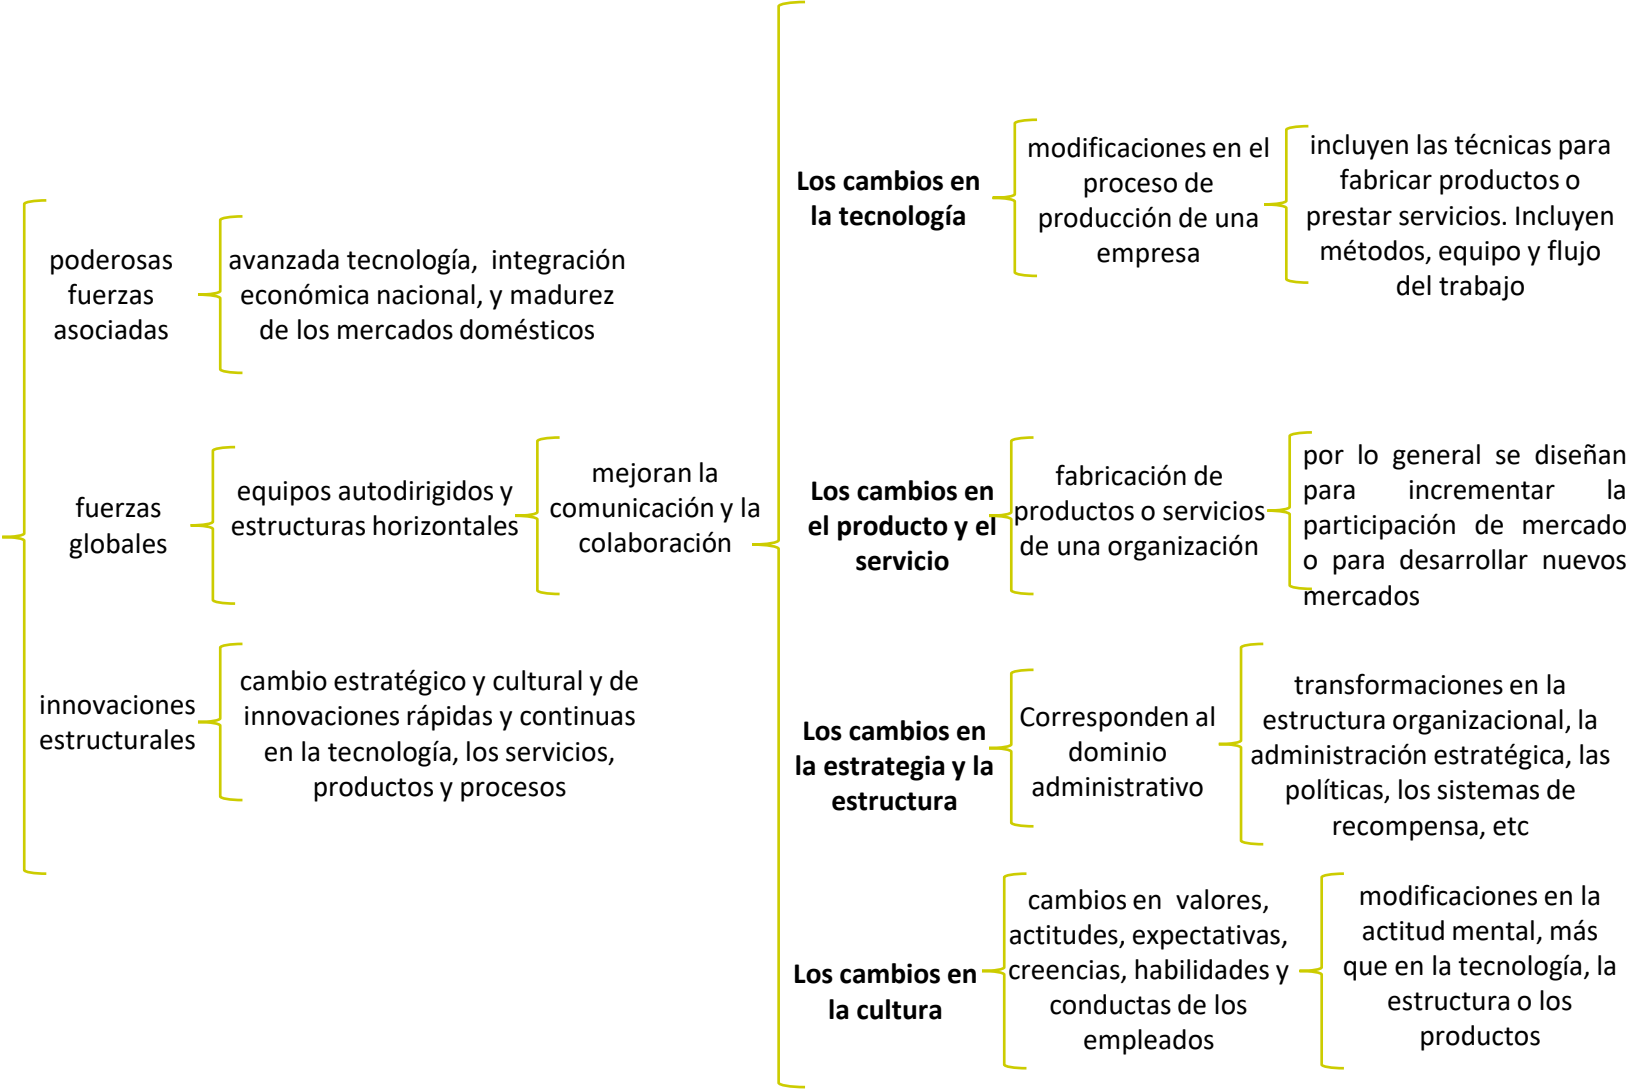 poderosas
fuerzas
asociadas
avanzada tecnología, integración
económica nacional, y madurez
de los mercados domésticos
fuerzas
globales
equipos autodirigidos y
estructuras horizontales
mejoran la
comunicación y la
colaboración
innovaciones
estructurales
cambio estratégico y cultural y de
innovaciones rápidas y continuas
en la tecnología, los servicios,
productos y procesos
Los cambios en
la tecnología
modificaciones en el
proceso de
producción de una
empresa
incluyen las técnicas para
fabricar productos o
prestar servicios. Incluyen
métodos, equipo y flujo
del trabajo
Los cambios en
el producto y el
servicio
fabricación de
productos o servicios
de una organización
por lo general se diseñan
para incrementar la
participación de mercado
o para desarrollar nuevos
mercados
Los cambios en
la estrategia y la
estructura
Corresponden al
dominio
administrativo
transformaciones en la
estructura organizacional, la
administración estratégica, las
políticas, los sistemas de
recompensa, etc
Los cambios en
la cultura
cambios en valores,
actitudes, expectativas,
creencias, habilidades y
conductas de los
empleados
modificaciones en la
actitud mental, más
que en la tecnología, la
estructura o los
productos